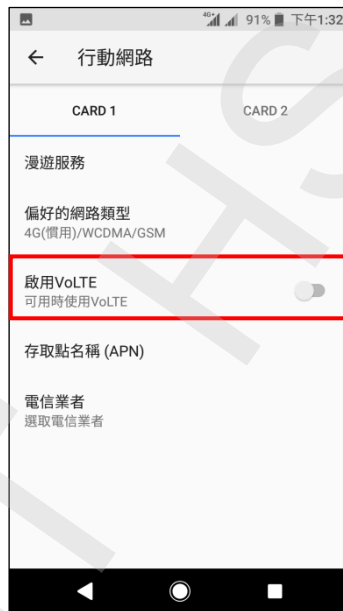 4G+ 91% 下午1:32
行動網路
CARD 1 CARD 2
漫遊服務
偏好的網路類型
4G(慣用)/WCDMA/GSM
啟用VoLTE
可用時使用VoLTE
存取點名稱 (APN)
電信業者
選取電信業者